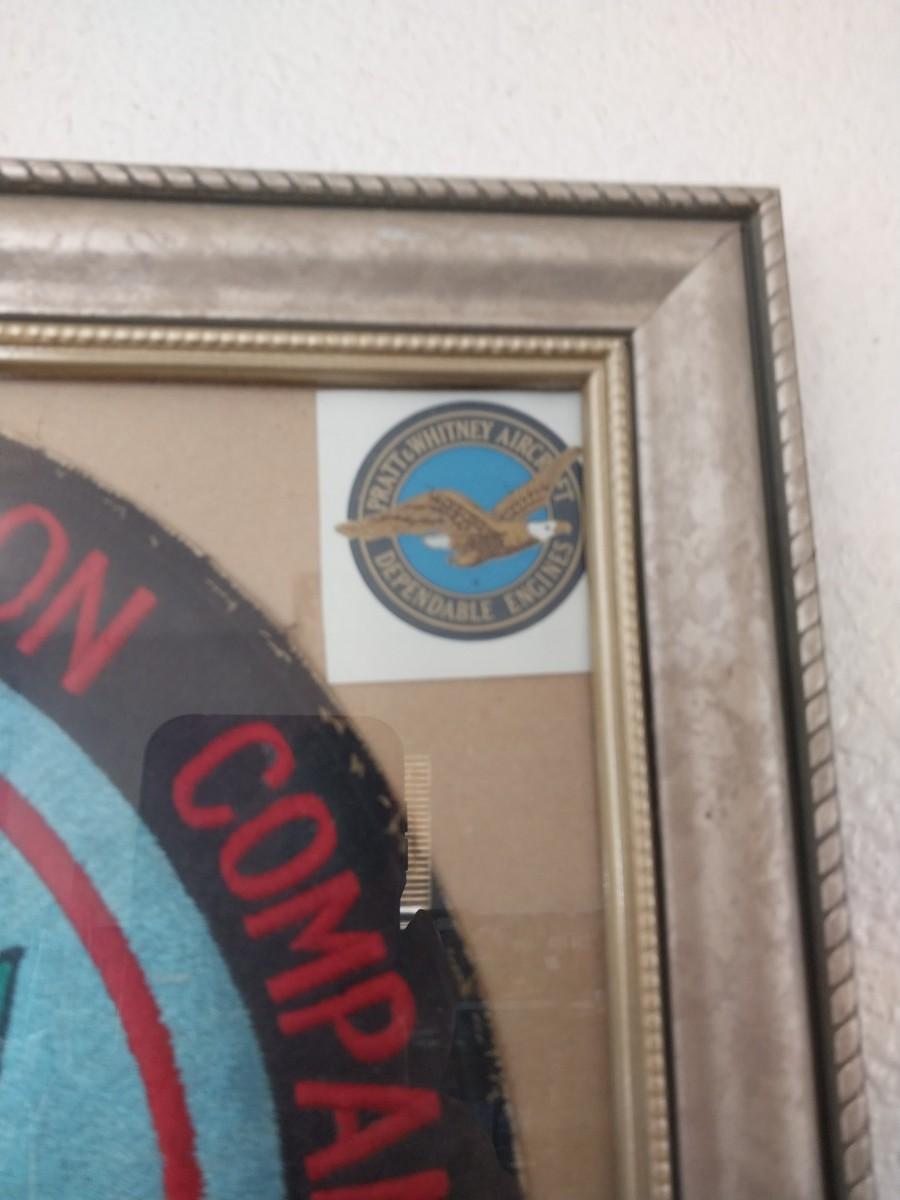 PRATT & WHITNEY AIRCRAFT
DEPENDABLE ENGINES
ON COMPA